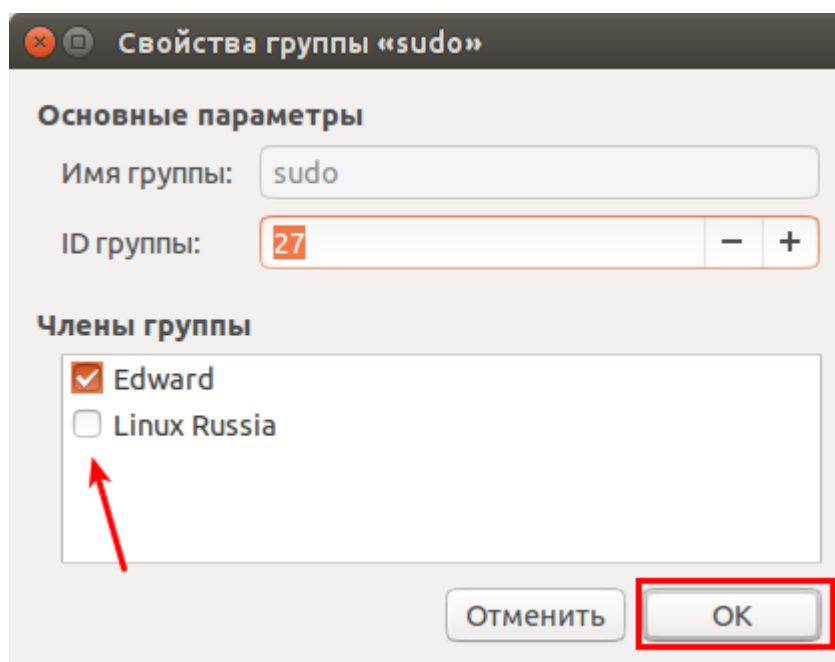 Свойства группы «sudo»
Основные параметры
Имя группы: sudo
ID группы: 27 − +
Члены группы
Edward
Linux Russia
Отменить OK